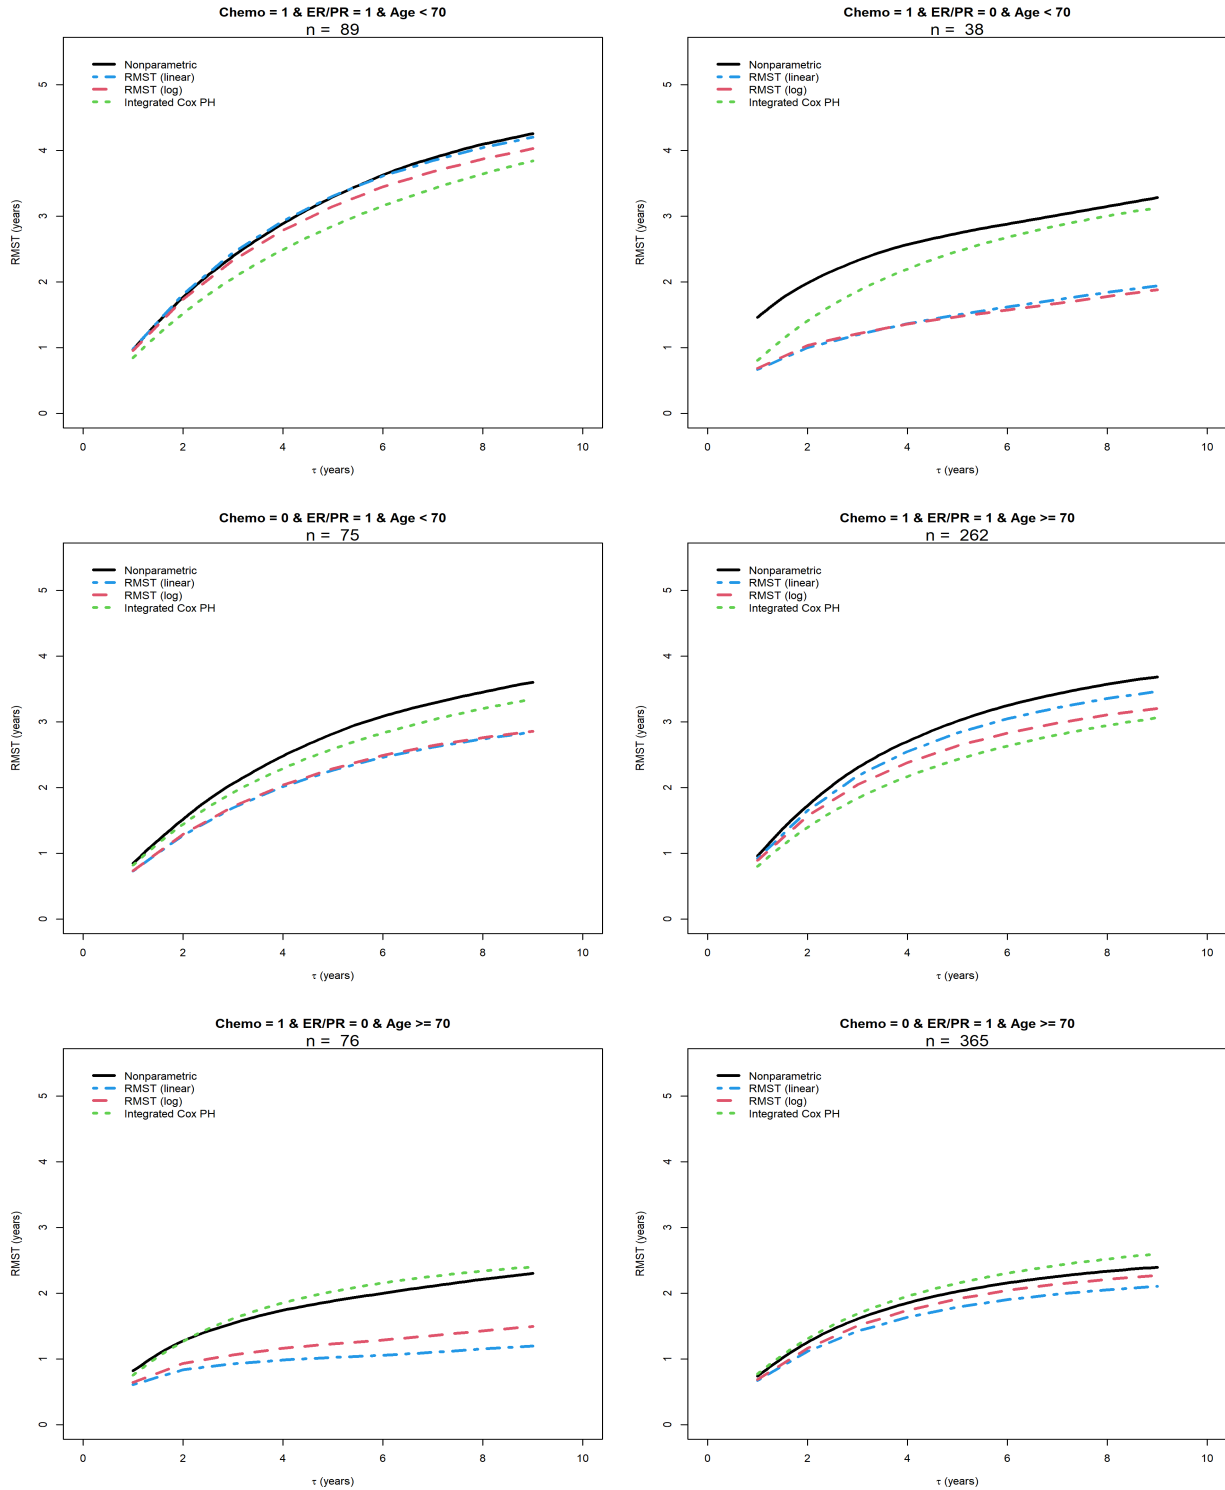 Chemo = 1 & ER/PR = 1 & Age < 70
n = 89
Nonparametric
RMST (linear)
RMST (log)
Integrated Cox PH
RMST (years)
0
1
2
3
4
5
0 2 4 6 8 10
τ (years)
Chemo = 1 & ER/PR = 0 & Age < 70
n = 38
Nonparametric
RMST (linear)
RMST (log)
Integrated Cox PH
RMST (years)
0
1
2
3
4
5
0 2 4 6 8 10
τ (years)
Chemo = 0 & ER/PR = 1 & Age < 70
n = 75
Nonparametric
RMST (linear)
RMST (log)
Integrated Cox PH
RMST (years)
0
1
2
3
4
5
0 2 4 6 8 10
τ (years)
Chemo = 1 & ER/PR = 1 & Age >= 70
n = 262
Nonparametric
RMST (linear)
RMST (log)
Integrated Cox PH
RMST (years)
0
1
2
3
4
5
0 2 4 6 8 10
τ (years)
Chemo = 1 & ER/PR = 0 & Age >= 70
n = 76
Nonparametric
RMST (linear)
RMST (log)
Integrated Cox PH
RMST (years)
0
1
2
3
4
5
0 2 4 6 8 10
τ (years)
Chemo = 0 & ER/PR = 1 & Age >= 70
n = 365
Nonparametric
RMST (linear)
RMST (log)
Integrated Cox PH
RMST (years)
0
1
2
3
4
5
0 2 4 6 8 10
τ (years)